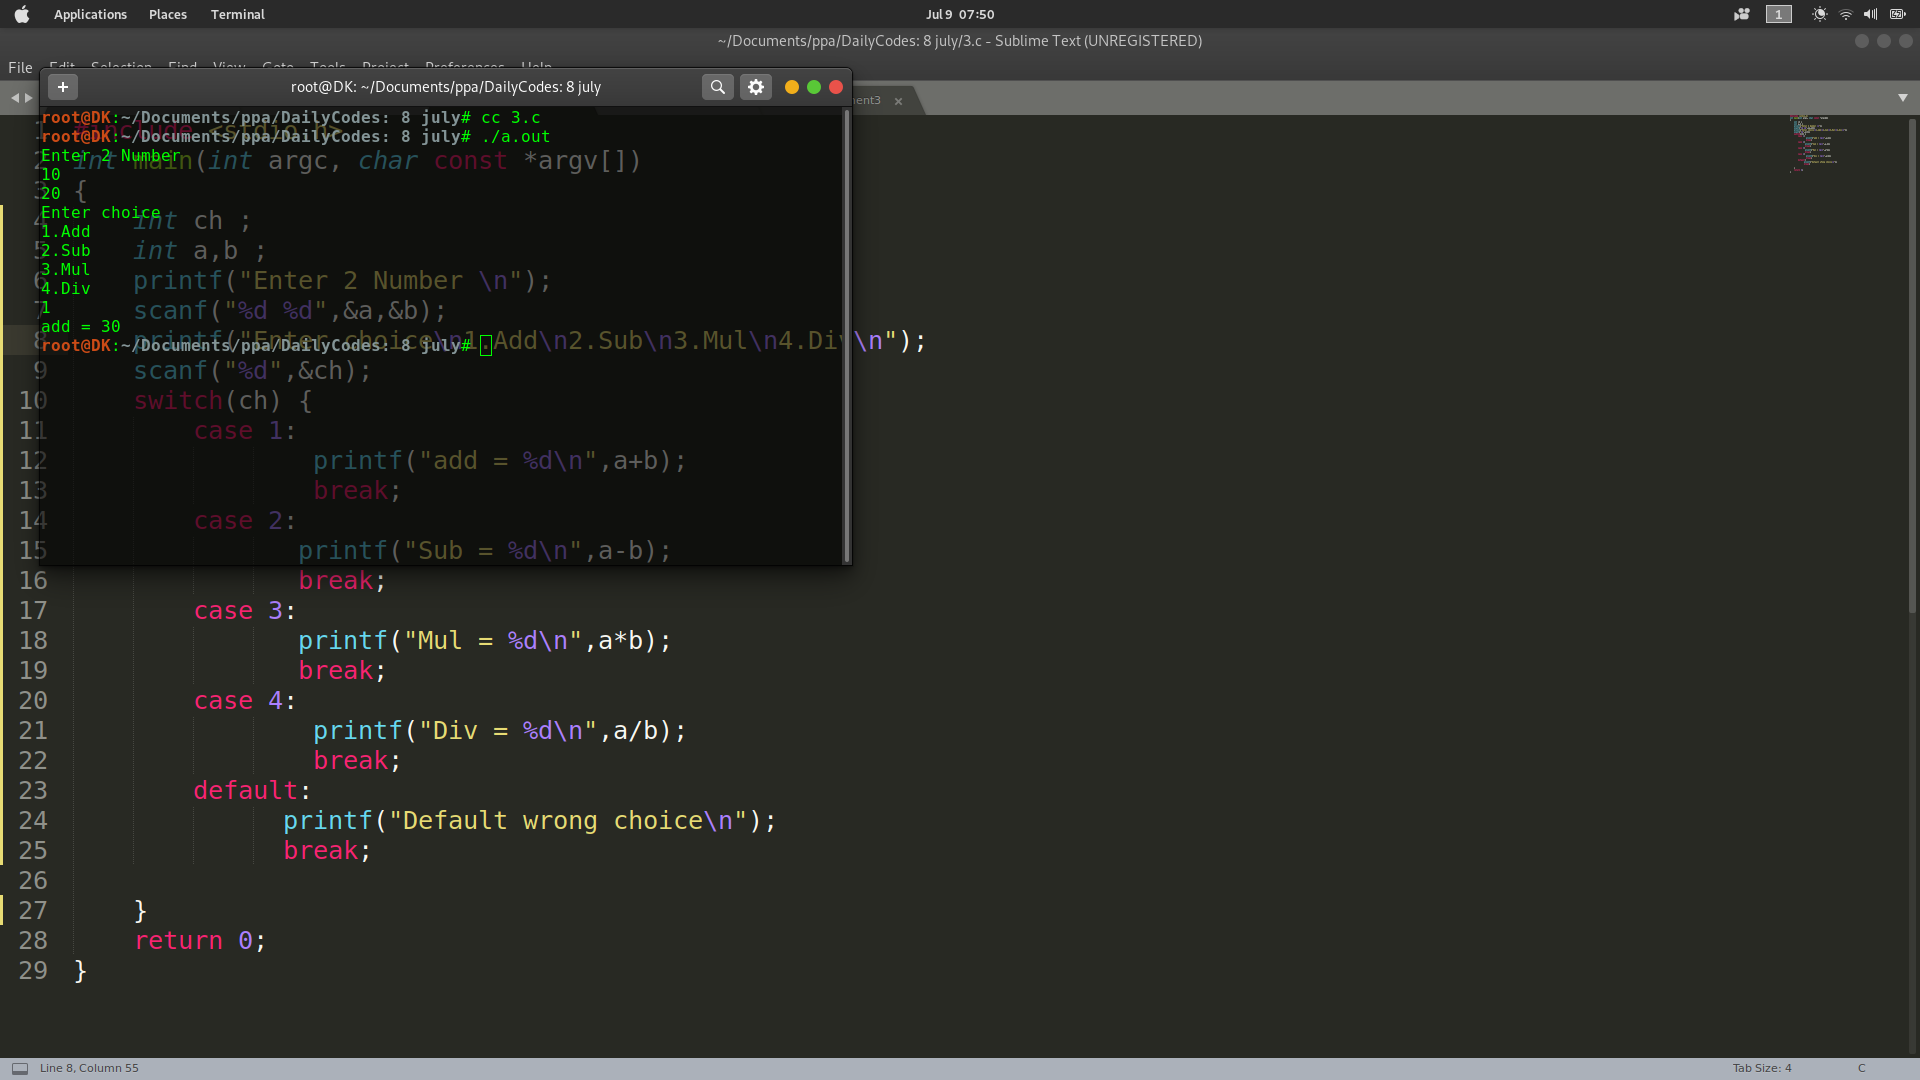 Applications Places Terminal Jul 9 07:50 1
~/Documents/ppa/DailyCodes: 8 july/3.c - Sublime Text (UNREGISTERED)
File Edit Selection Find View Goto Tools Project Preferences Help
root@DK: ~/Documents/ppa/DailyCodes: 8 july
root@DK:~/Documents/ppa/DailyCodes: 8 july# cc 3.c
root@DK:~/Documents/ppa/DailyCodes: 8 july# ./a.out
Enter 2 Number
10
20
Enter choice
1.Add
2.Sub
3.Mul
4.Div
1
add = 30
root@DK:~/Documents/ppa/DailyCodes: 8 july#
1 #include <stdio.h>
2 int main(int argc, char const *argv[])
3 {
4 int ch ;
5 int a,b ;
6 printf("Enter 2 Number \n");
7 scanf("%d %d",&a,&b);
8 printf("Enter choice\n1.Add\n2.Sub\n3.Mul\n4.Div\n");
9 scanf("%d",&ch);
10 switch(ch) {
11 case 1:
12 printf("add = %d\n",a+b);
13 break;
14 case 2:
15 printf("Sub = %d\n",a-b);
16 break;
17 case 3:
18 printf("Mul = %d\n",a*b);
19 break;
20 case 4:
21 printf("Div = %d\n",a/b);
22 break;
23 default:
24 printf("Default wrong choice\n");
25 break;
26
27 }
28 return 0;
29 }
Line 8, Column 55 Tab Size: 4 C